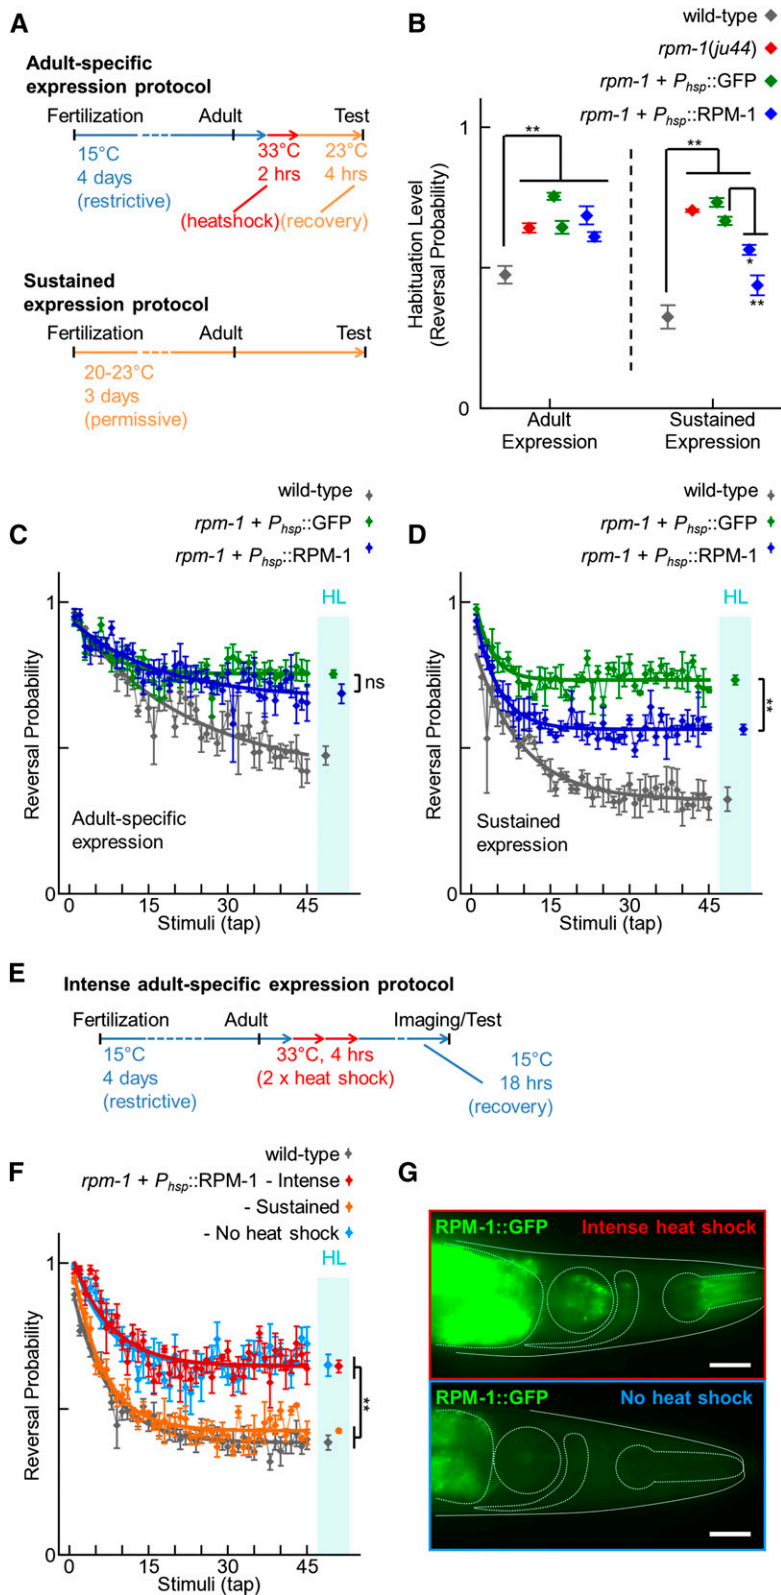 A
Adult-specific
expression protocol
Fertilization Adult Test
15°C 33°C 23°C
4 days 2 hrs 4 hrs
(restrictive)
(heatshock) (recovery)
Sustained
expression protocol
Fertilization Adult Test
20-23°C
3 days
(permissive)
B
wild-type
rpm-1(ju44)
rpm-1 + Phsp::GFP
rpm-1 + Phsp::RPM-1
Habituation Level
(Reversal Probability)
1
0
**
**
*
**
Adult
Expression
Sustained
Expression
C
wild-type
rpm-1 + Phsp::GFP
rpm-1 + Phsp::RPM-1
HL
Reversal Probability
1
0
ns
Adult-specific
expression
0 15 30 45
Stimuli (tap)
D
wild-type
rpm-1 + Phsp::GFP
rpm-1 + Phsp::RPM-1
HL
Reversal Probability
1
0
**
Sustained
expression
0 15 30 45
Stimuli (tap)
E
Intense adult-specific expression protocol
Fertilization Adult Imaging/Test
15°C 33°C, 4 hrs 15°C
4 days (2 x heat shock) 18 hrs
(restrictive) (recovery)
F
wild-type
rpm-1 + Phsp::RPM-1 - Intense
- Sustained
- No heat shock
HL
Reversal Probability
1
0
**
0 15 30 45
Stimuli (tap)
G
RPM-1::GFP Intense heat shock
RPM-1::GFP No heat shock